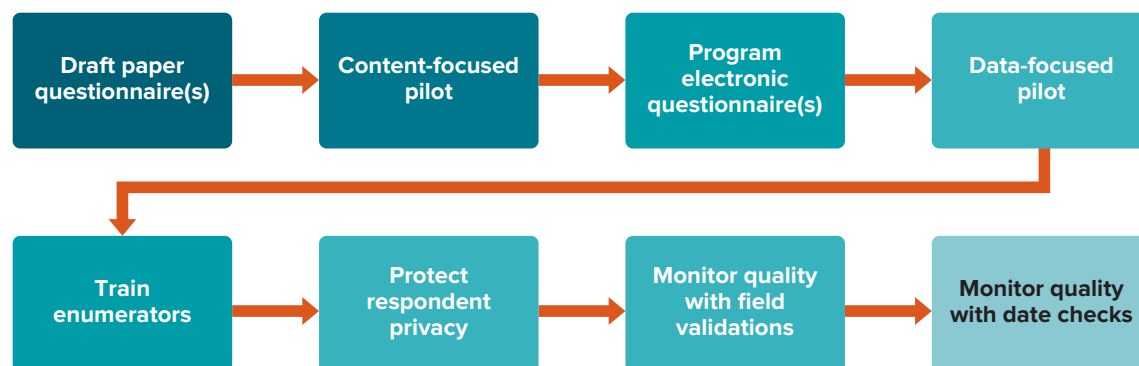 Draft paper
questionnaire(s)
Content-focused
pilot
Program
electronic
questionnaire(s)
Data-focused
pilot
Train
enumerators
Protect
respondent
privacy
Monitor quality
with field
validations
Monitor quality
with date checks